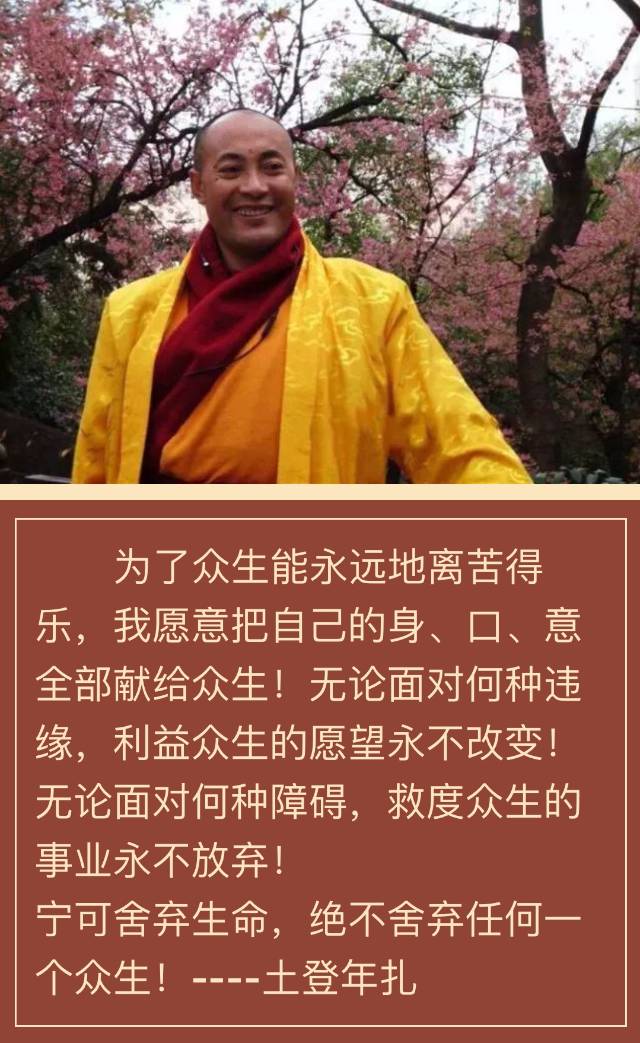 为了众生能永远地离苦得
乐，我愿意把自己的身、口、意
全部献给众生！无论面对何种违
缘，利益众生的愿望永不改变！
无论面对何种障碍，救度众生的
事业永不放弃！
宁可舍弃生命，绝不舍弃任何一
个众生！----土登年扎